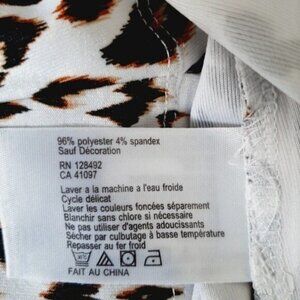 96% polyester 4% spandex
Sauf Décoration
RN 128492
CA 41097
Laver a la machine a l'eau froide
Cycle délicat
Laver les couleurs foncées séparement
Blanchir sans chlore si nécessaire
Ne pas utiliser d'agents adoucissants
Sécher par culbutage à basse température
Repasser au fer froid
FAIT AU CHINA